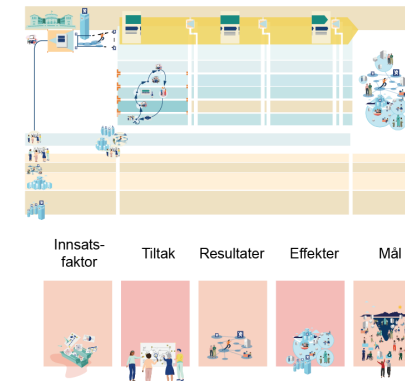 Innsats-
faktor
Tiltak
Resultater
Effekter
Mål